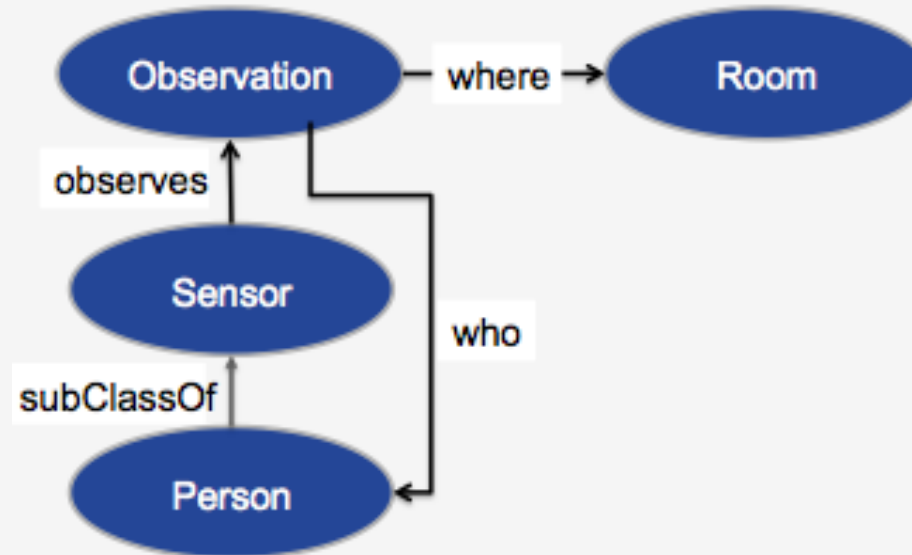 Observation
where
Room
observes
Sensor
who
subClassOf
Person